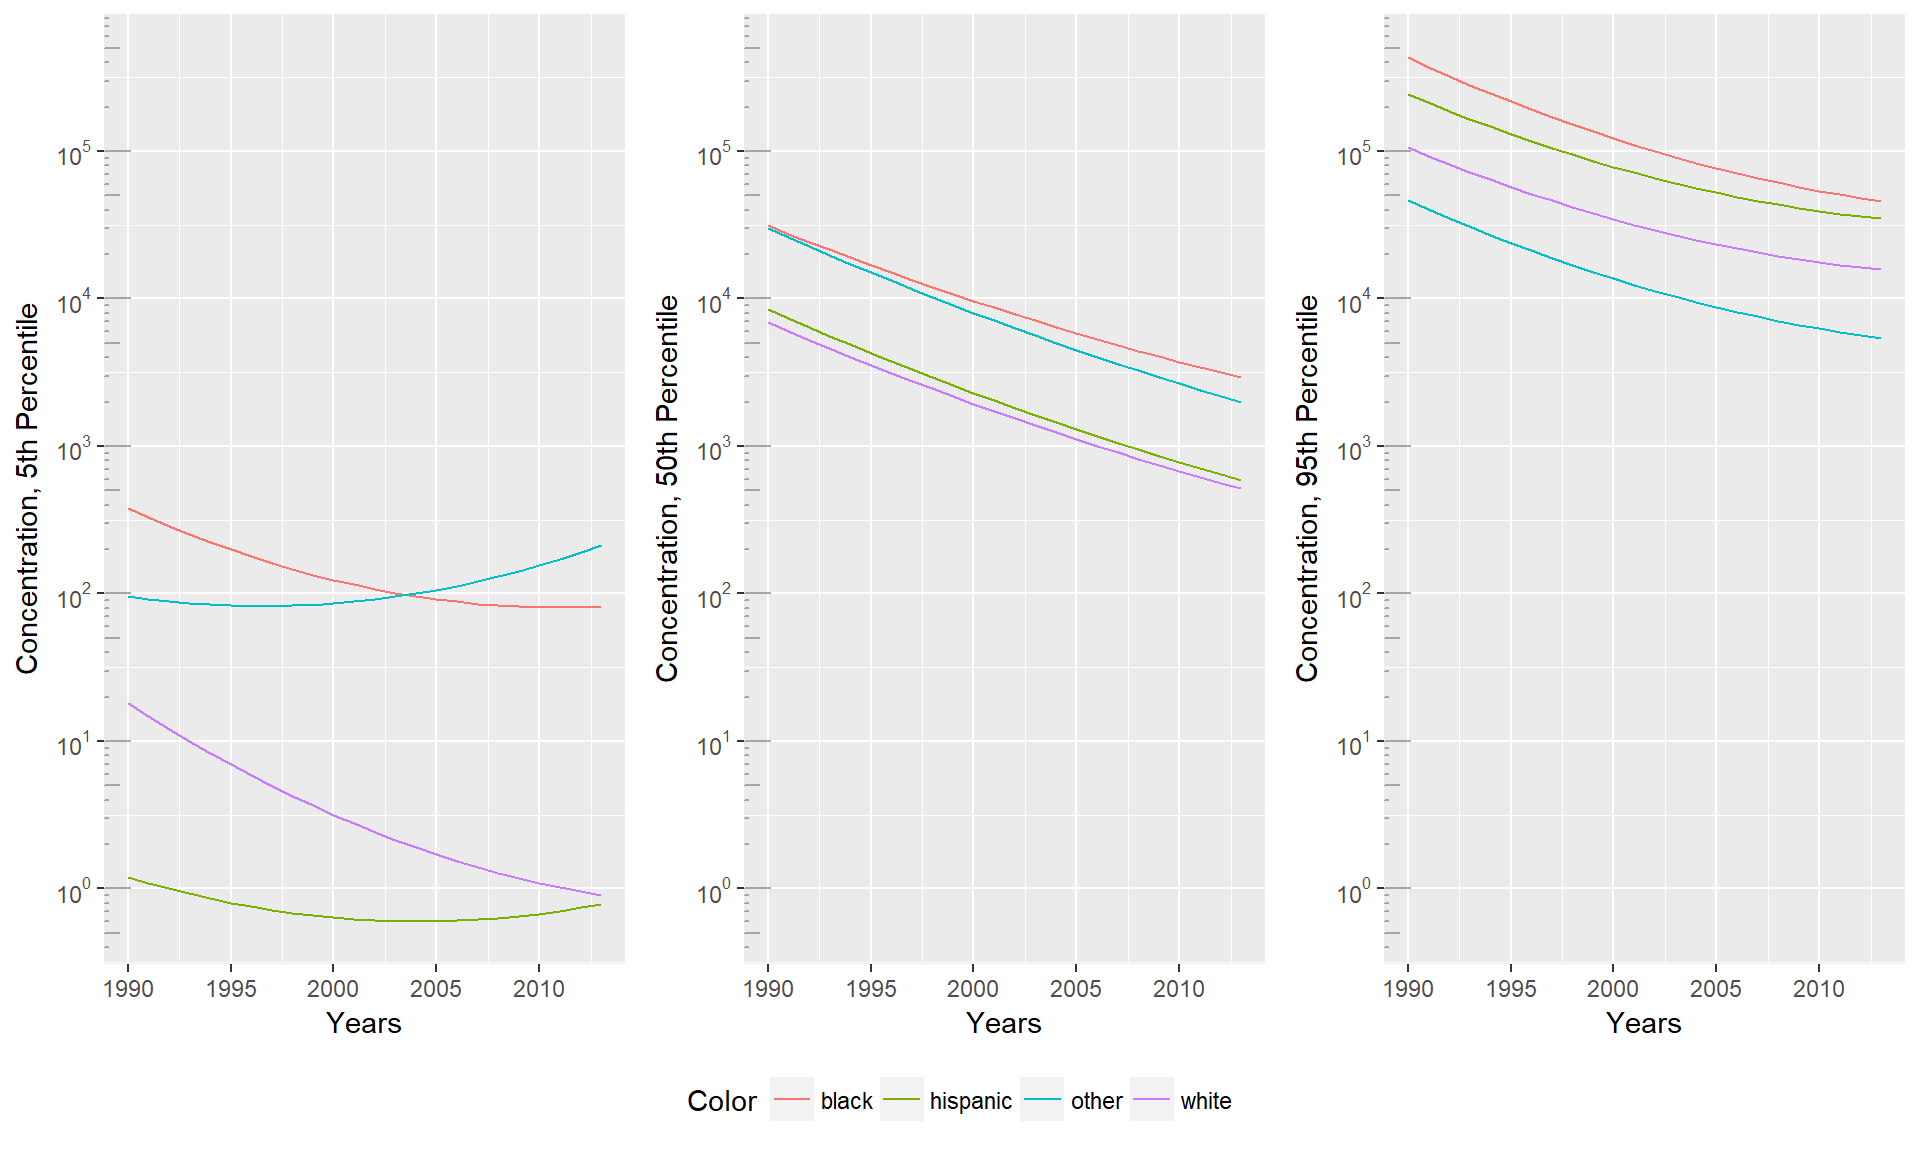 Concentration, 5th Percentile
10^5
10^4
10^3
10^2
10^1
10^0
1990 1995 2000 2005 2010
Years
Concentration, 50th Percentile
10^5
10^4
10^3
10^2
10^1
10^0
1990 1995 2000 2005 2010
Years
Concentration, 95th Percentile
10^5
10^4
10^3
10^2
10^1
10^0
1990 1995 2000 2005 2010
Years
Color black hispanic other white